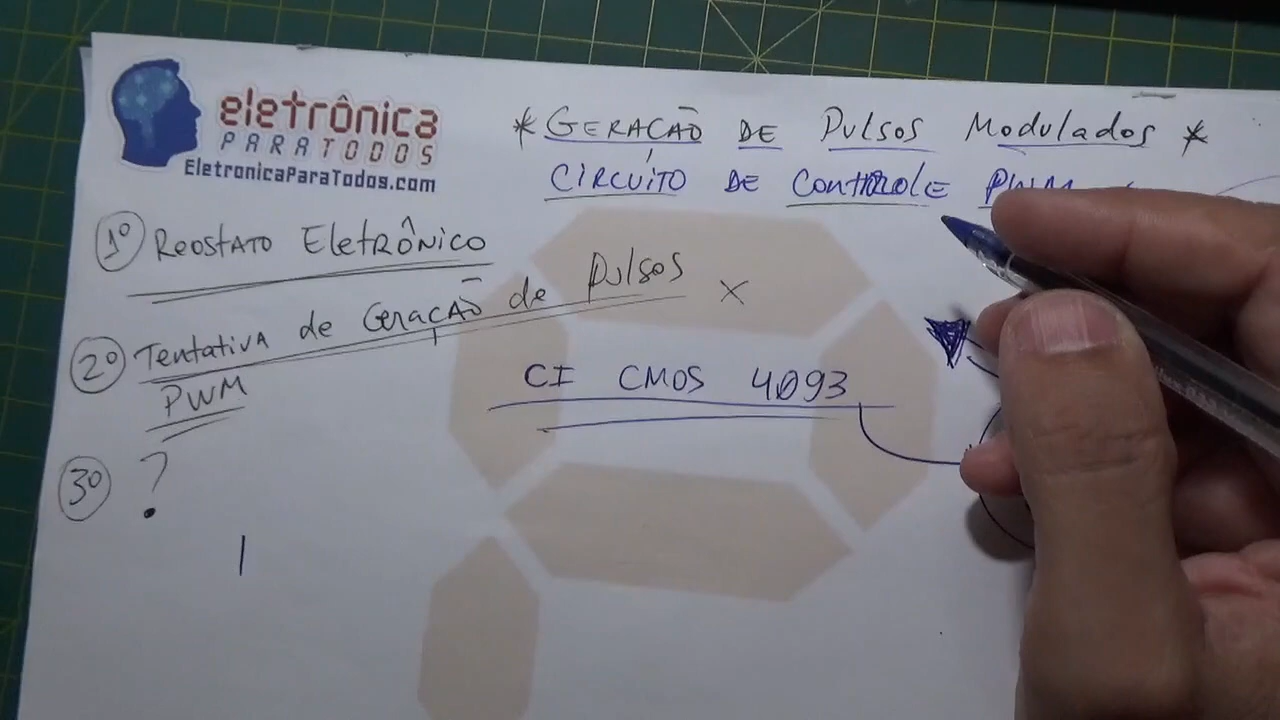 eletrônica
PARATODOS
EletronicaParaTodos.com
* GERAÇÃO DE PULSOS MODULADOS *
CIRCUITO DE CONTROLE PWM
1º REOSTATO ELETRÔNICO
2º TENTATIVA DE GERAÇÃO DE PULSOS X
PWM
CI CMOS 4093
3º ?